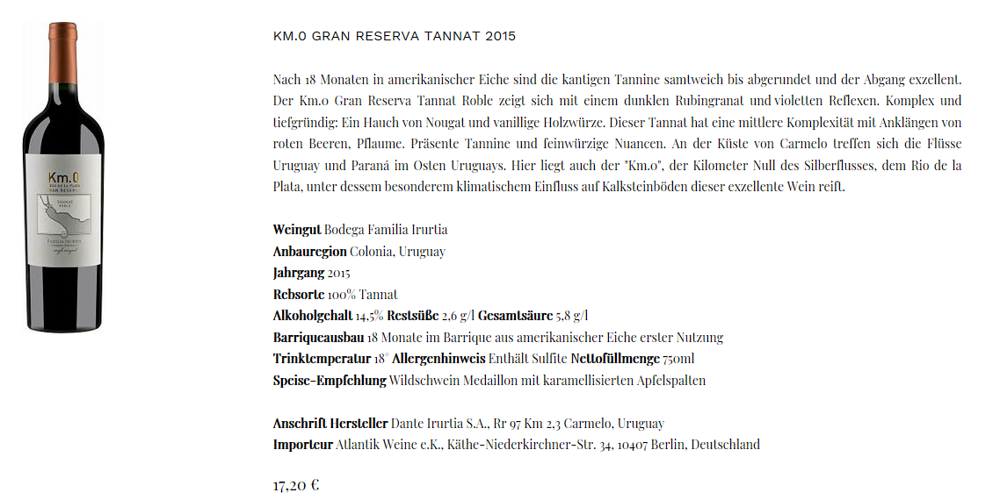 KM.0 GRAN RESERVA TANNAT 2015
Nach 18 Monaten in amerikanischer Eiche sind die kantigen Tannine samtweich bis abgerundet und der Abgang exzellent.
Der Km.0 Gran Reserva Tannat Roble zeigt sich mit einem dunklen Rubingranat und violetten Reflexen. Komplex und
tiefgründig: Ein Hauch von Nougat und vanillige Holzwürze. Dieser Tannat hat eine mittlere Komplexität mit Anklängen von
roten Beeren, Pflaume. Präsente Tannine und feinwürzige Nuancen. An der Küste von Carmelo treffen sich die Flüsse
Uruguay und Paraná im Osten Uruguays. Hier liegt auch der "Km.0", der Kilometer Null des Silberflusses, dem Rio de la
Plata, unter dessem besonderem klimatischem Einfluss auf Kalksteinböden dieser exzellente Wein reift.
Weingut Bodega Familia Irurtia
Anbauregion Colonia, Uruguay
Jahrgang 2015
Rebsorte 100% Tannat
Alkoholgehalt 14,5% Restsüße 2,6 g/l Gesamtsäure 5,8 g/l
Barriqueausbau 18 Monate im Barrique aus amerikanischer Eiche erster Nutzung
Trinktemperatur 18° Allergenhinweis Enthält Sulfite Nettofüllmenge 750ml
Speise-Empfehlung Wildschwein Medaillon mit karamellisierten Apfelspalten
Anschrift Hersteller Dante Irurtia S.A., Rr 97 Km 2,3 Carmelo, Uruguay
Importeur Atlantik Weine e.K., Käthe-Niederkirchner-Str. 34, 10407 Berlin, Deutschland
17,20 €
Km.0
RIO DE LA PLATA
GRAN RESERVA
TANNAT
ROBLE
FAMILIA IRURTIA